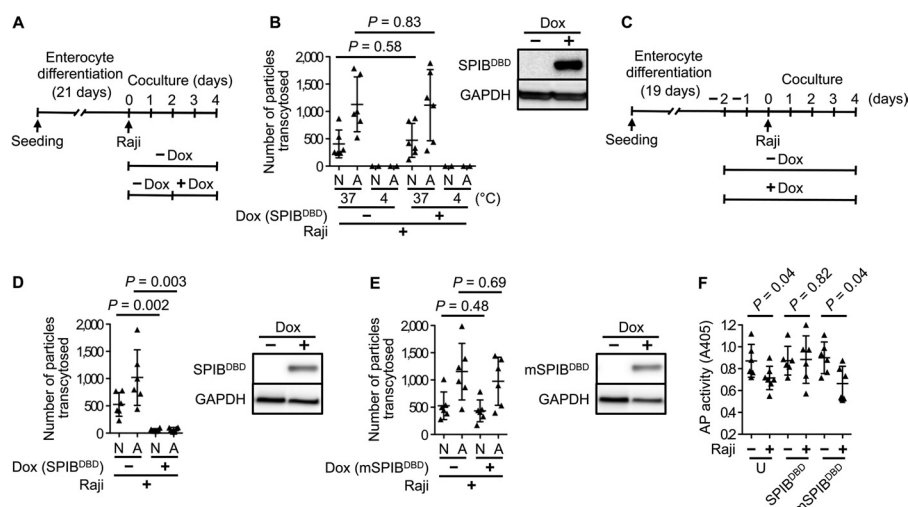 A
Enterocyte
differentiation
(21 days)
Coculture (days)
0 1 2 3 4
Seeding
Raji
−Dox
−Dox +Dox
B
P = 0.83
P = 0.58
Number of particles
transcytosed
2,000
1,500
1,000
500
0
N A N A N A N A
37 4 37 4 (°C)
Dox (SPIBDBD) − +
Raji +
Dox
− +
SPIBDBD
GAPDH
C
Enterocyte
differentiation
(19 days)
Coculture
−2 −1 0 1 2 3 4 (days)
Seeding
Raji
−Dox
+Dox
D
P = 0.003
P = 0.002
Number of particles
transcytosed
2,000
1,500
1,000
500
0
N A N A
Dox (SPIBDBD) − +
Raji +
Dox
− +
SPIBDBD
GAPDH
E
P = 0.69
P = 0.48
Number of particles
transcytosed
2,000
1,500
1,000
500
0
N A N A
Dox (mSPIBDBD) − +
Raji +
Dox
− +
mSPIBDBD
GAPDH
F
P = 0.04
P = 0.82
P = 0.04
AP activity (A405)
1.2
1.0
0.8
0.6
0.4
0.2
Raji − + − + − +
U
SPIBDBD
mSPIBDBD